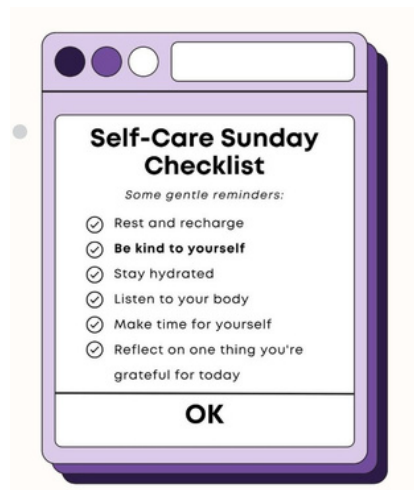 Self-Care Sunday
Checklist
Some gentle reminders:
Rest and recharge
Be kind to yourself
Stay hydrated
Listen to your body
Make time for yourself
Reflect on one thing you're
grateful for today
OK